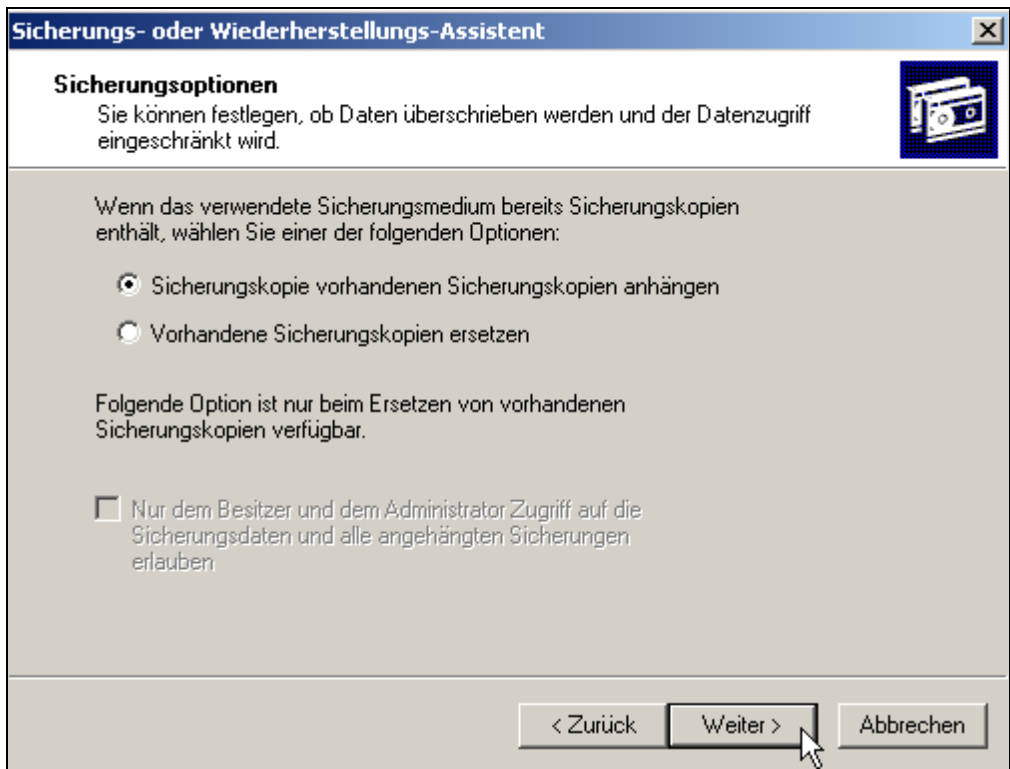 Sicherungs- oder Wiederherstellungs-Assistent
Sicherungsoptionen
Sie können festlegen, ob Daten überschrieben werden und der Datenzugriff
eingeschränkt wird.
Wenn das verwendete Sicherungsmedium bereits Sicherungskopien
enthält, wählen Sie einer der folgenden Optionen:
Sicherungskopie vorhandenen Sicherungskopien anhängen
Vorhandene Sicherungskopien ersetzen
Folgende Option ist nur beim Ersetzen von vorhandenen
Sicherungskopien verfügbar.
Nur dem Besitzer und dem Administrator Zugriff auf die
Sicherungsdaten und alle angehängten Sicherungen
erlauben
< Zurück Weiter > Abbrechen